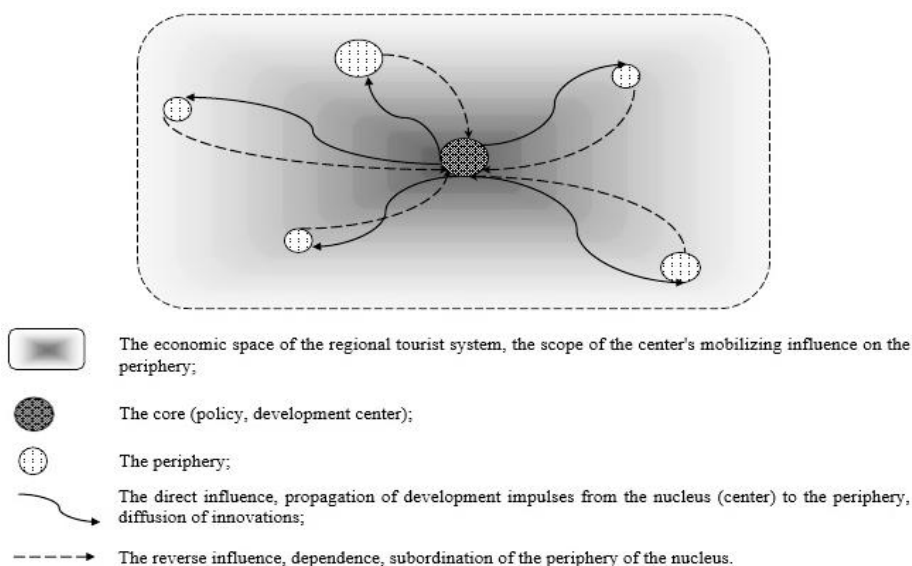 The economic space of the regional tourist system, the scope of the center's mobilizing influence on the
periphery;
The core (policy, development center);
The periphery;
The direct influence, propagation of development impulses from the nucleus (center) to the periphery,
diffusion of innovations;
The reverse influence, dependence, subordination of the periphery of the nucleus.